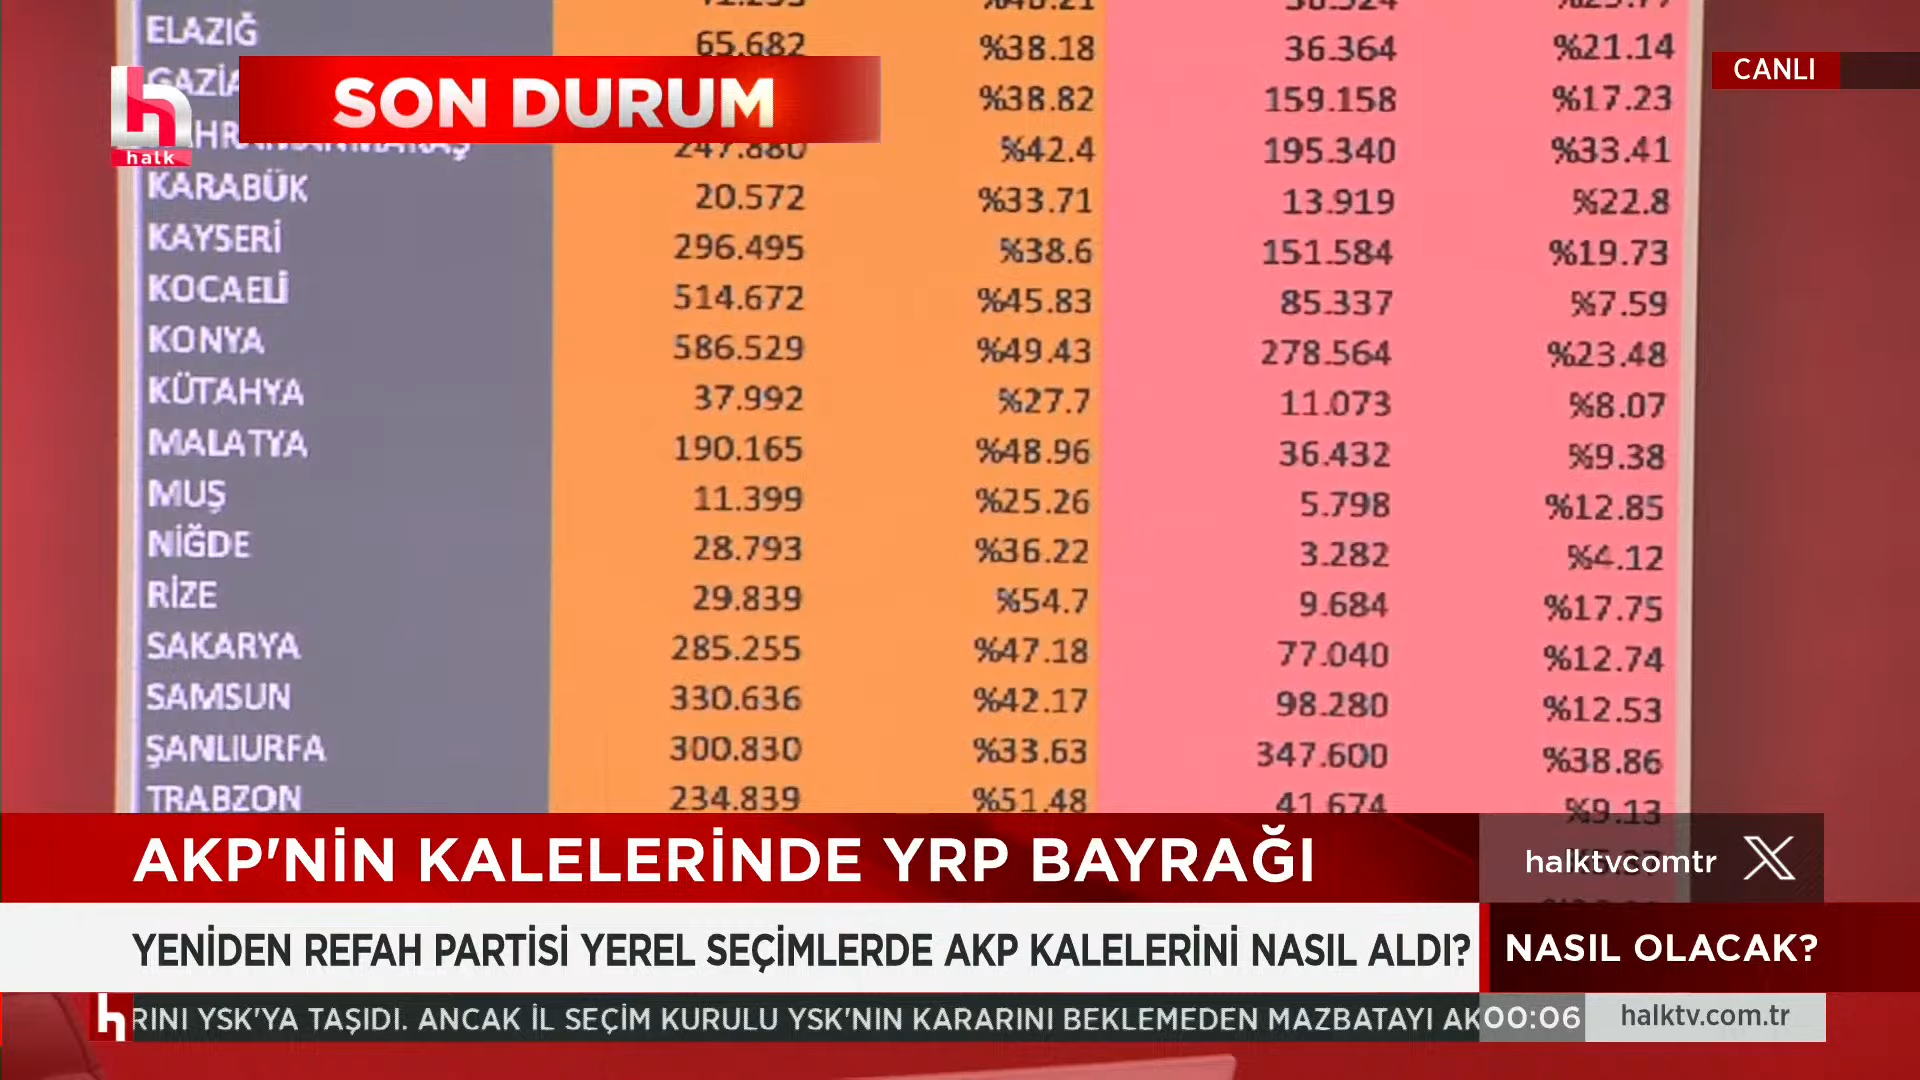 ELAZIĞ 65.682 %38.18 36.364 %21.14
SON DURUM
CANLI
%38.82 159.158 %17.23
h
halk
247.880 %42.4 195.340 %33.41
KARABÜK 20.572 %33.71 13.919 %22.8
KAYSERİ 296.495 %38.6 151.584 %19.73
KOCAELİ 514.672 %45.83 85.337 %7.59
KONYA 586.529 %49.43 278.564 %23.48
KÜTAHYA 37.992 %27.7 11.073 %8.07
MALATYA 190.165 %48.96 36.432 %9.38
MUŞ 11.399 %25.26 5.798 %12.85
NİĞDE 28.793 %36.22 3.282 %4.12
RİZE 29.839 %54.7 9.684 %17.75
SAKARYA 285.255 %47.18 77.040 %12.74
SAMSUN 330.636 %42.17 98.280 %12.53
ŞANLIURFA 300.830 %33.63 347.600 %38.86
TRABZON 234.839 %51.48 41.674 %9.13
AKP'NİN KALELERİNDE YRP BAYRAĞI
halktvcomtr X
YENİDEN REFAH PARTİSİ YEREL SEÇİMLERDE AKP KALELERİNİ NASIL ALDI?
NASIL OLACAK?
h RINI YSK'YA TAŞIDI. ANCAK İL SEÇİM KURULU YSK'NIN KARARINI BEKLEMEDEN MAZBATAYI AK
00:06
halktv.com.tr